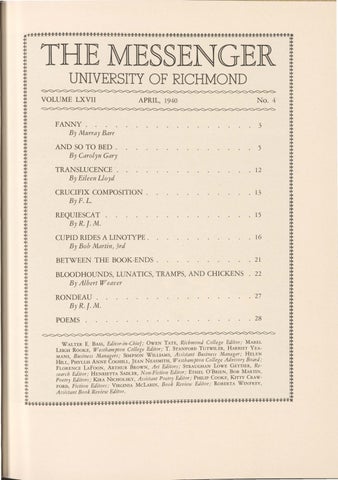 THE MESSENGER
UNIVERSITY OF RICHMOND
VOLUME LXVII APRIL, 1940 No. 4
FANNY . . . . . . . . . . . . . . 3
By Murray Bare
AND SO TO BED . . . . . . . . . . . . 5
By Carolyn Gary
TRANSLUCENCE . . . . . . . . . . . . 12
By Eileen Lloyd
CRUCIFIX COMPOSITION . . . . . . . . . 13
By F. L.
REQUIESCAT . . . . . . . . . . . . 15
By R. J. M.
CUPID RIDES A LINOTYPE . . . . . . . . . 16
By Bob Martin, 3rd
BETWEEN THE BOOK-ENDS . . . . . . . . 21
BLOODHOUNDS, LUNATICS, TRAMPS, AND CHICKENS . 22
By Albert Weaver
RONDEAU . . . . . . . . . . . . . 27
By R. J. M.
POEMS . . . . . . . . . . . . . . 28
WALTER E. BASS, Editor-in-Chief; OWEN TATE, Richmond College Editor; MABEL
LEIGH ROOKE, Westhampton College Editor; T. STANFORD TUTWILER, HARRIET YEA-
MANS, Business Managers; SIMPSON WILLIAMS, Assistant Business Manager; HELEN
HILL, PHYLLIS ANNE COGHILL, JEAN NEASMITH, Westhampton College Advisory Board;
FLORENCE LAFOON, ARTHUR BROWN, Art Editors; STRAUGHAN LOWE GETTIER, Re-
search Editor; HENRIETTA SADLER, Non-Fiction Editor; ETHEL O'BRIEN, BOB MARTIN,
Poetry Editors; KIRA NICHOLSKY, Assistant Poetry Editor; PHILIP COOKE, KITTY CRAW-
FORD, Fiction Editors; VIRGINIA MCLARIN, Book Review Editor; ROBERTA WINFREY,
Assistant Book Review Editor.